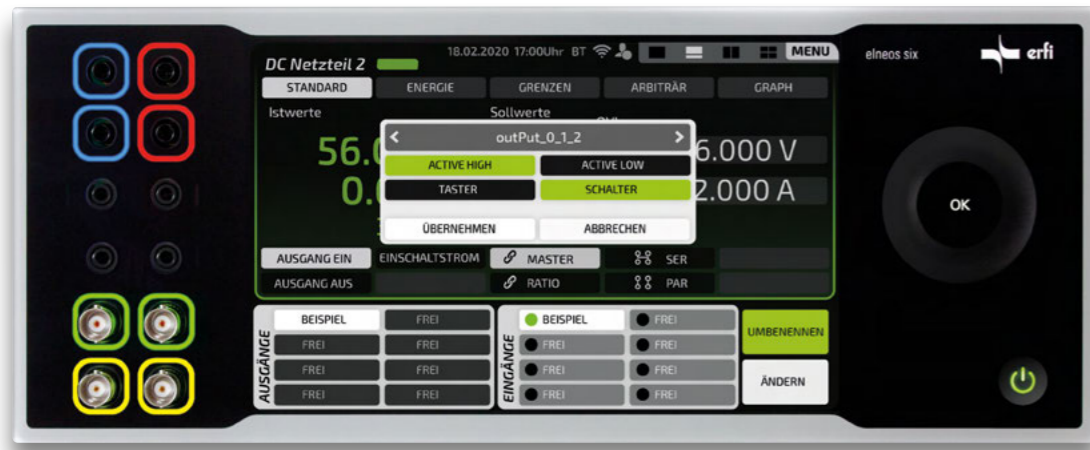 18.02.2020 17:00Uhr BT MENU
elneos six
erfi
DC Netzteil 2
STANDARD ENERGIE GRENZEN ARBITRÄR GRAPH
Istwerte Sollwerte
outPut_0_1_2
56.0 6.000 V
ACTIVE HIGH ACTIVE LOW
0. 2.000 A
TASTER SCHALTER
OK
ÜBERNEHMEN ABBRECHEN
AUSGANG EIN EINSCHALTSTROM MASTER SER
AUSGANG AUS RATIO PAR
AUSGÄNGE
BEISPIEL FREI
FREI FREI
FREI FREI
FREI FREI
EINGÄNGE
BEISPIEL FREI
FREI FREI
FREI FREI
FREI FREI
UMBENENNEN
ÄNDERN